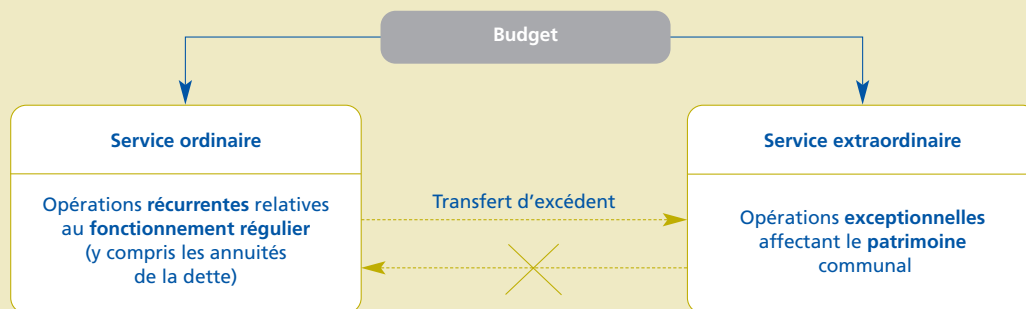 Budget
Service ordinaire
Opérations récurrentes relatives
au fonctionnement régulier
(y compris les annuités
de la dette)
Transfert d'excédent
Service extraordinaire
Opérations exceptionnelles
affectant le patrimoine
communal